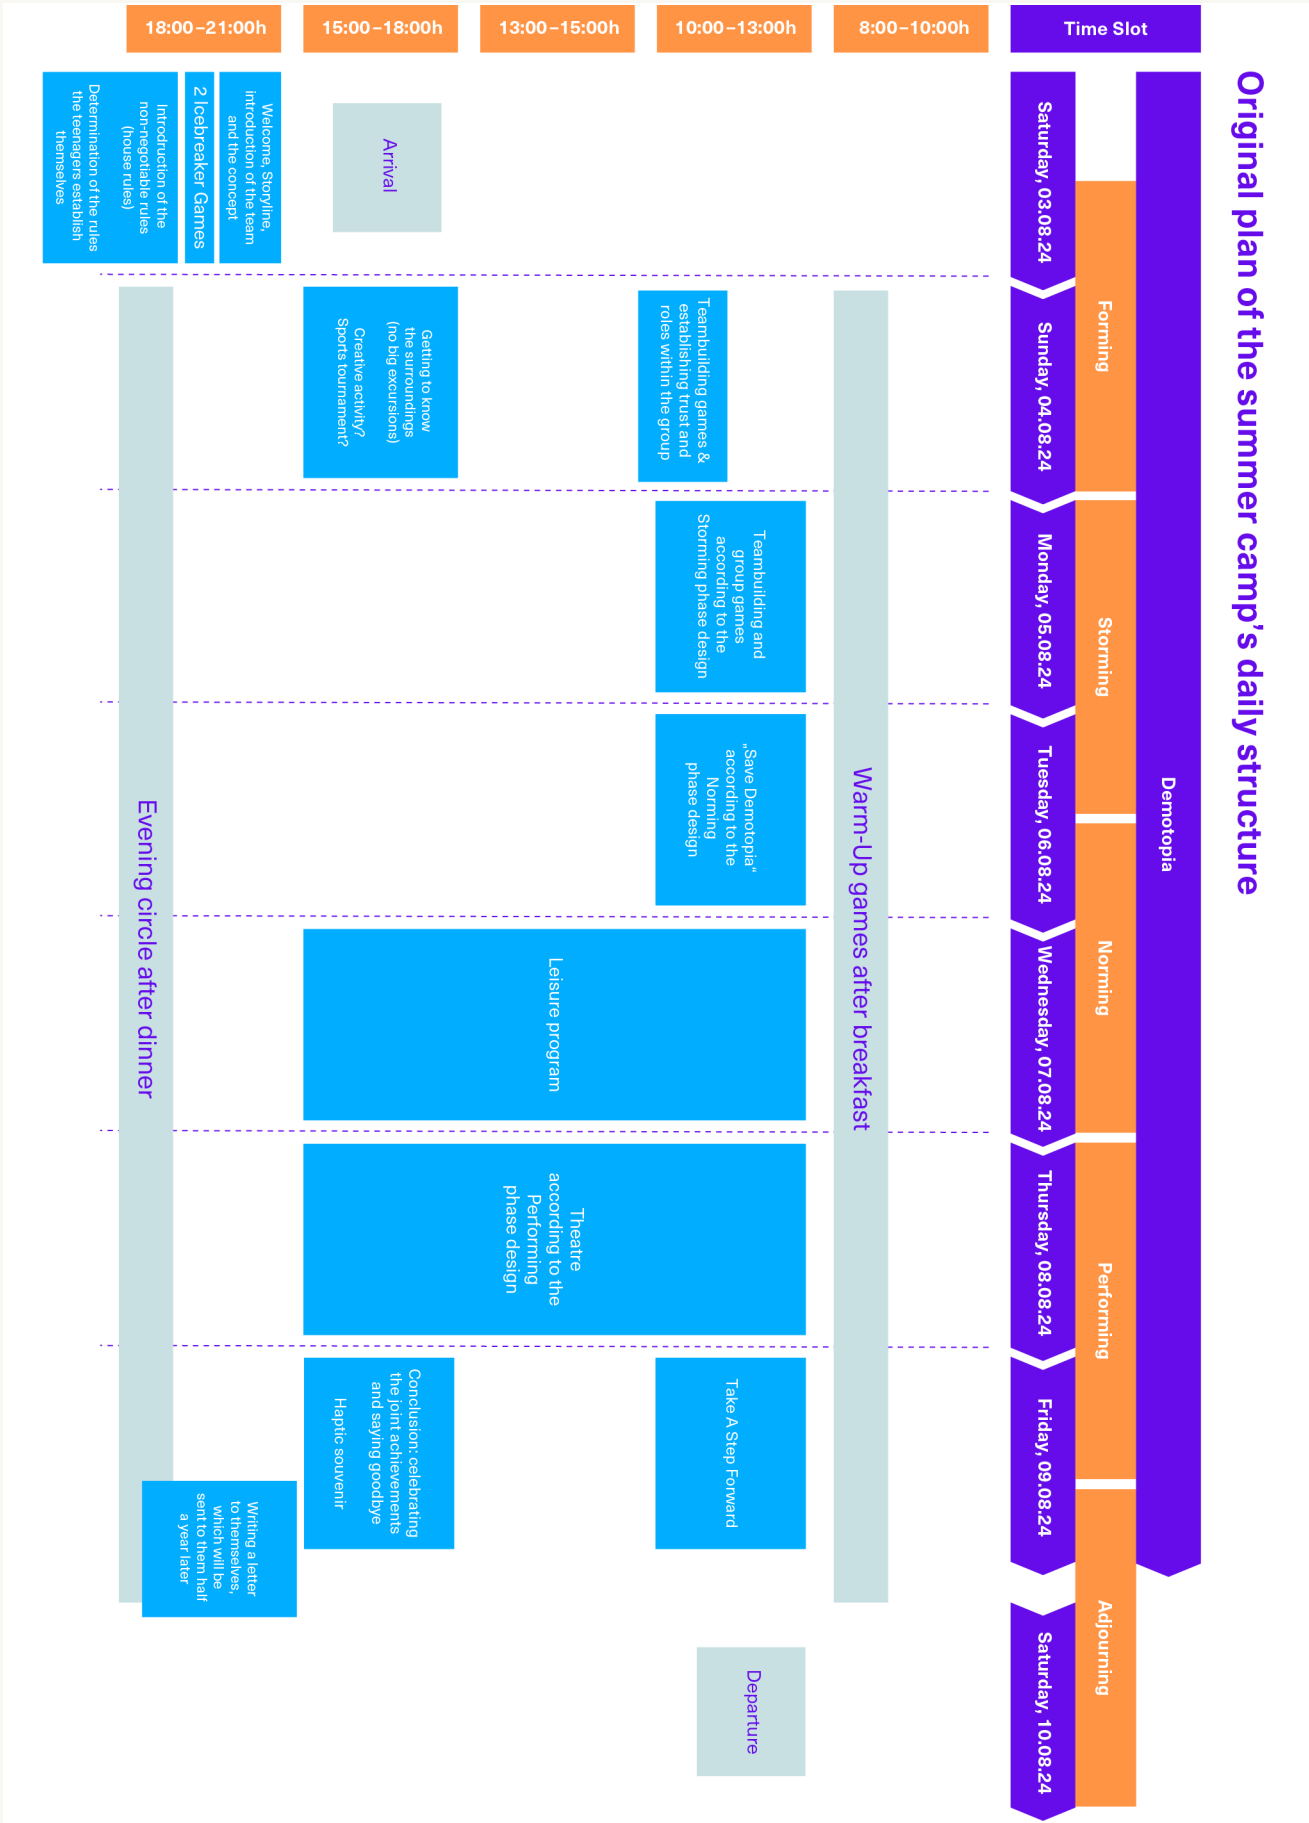 Original plan of the summer camp's daily structure
Time Slot
8:00–10:00h
10:00–13:00h
13:00–15:00h
15:00–18:00h
18:00–21:00h
Demotopia
Forming
Storming
Norming
Performing
Adjourning
Saturday, 03.08.24
Sunday, 04.08.24
Monday, 05.08.24
Tuesday, 06.08.24
Wednesday, 07.08.24
Thursday, 08.08.24
Friday, 09.08.24
Saturday, 10.08.24
Warm-Up games after breakfast
Teambuilding games &
establishing trust and
roles within the group
Teambuilding and
group games
according to the
Storming phase design
„Save Demotopia“
according to the
Norming
phase design
Leisure program
Theatre
according to the
Performing
phase design
Take A Step Forward
Departure
Arrival
Getting to know
the surroundings
(no big excursions)
Creative activity?
Sports tournament?
Conclusion: celebrating
the joint achievements
and saying goodbye
Haptic souvenir
Welcome, Storyline,
introduction of the team
and the concept
2 Icebreaker Games
Introdruction of the
non-negotiable rules
(house rules)
Determination of the rules
the teenagers establish
themselves
Evening circle after dinner
Writing a letter
to themselves,
which will be
sent to them half
a year later